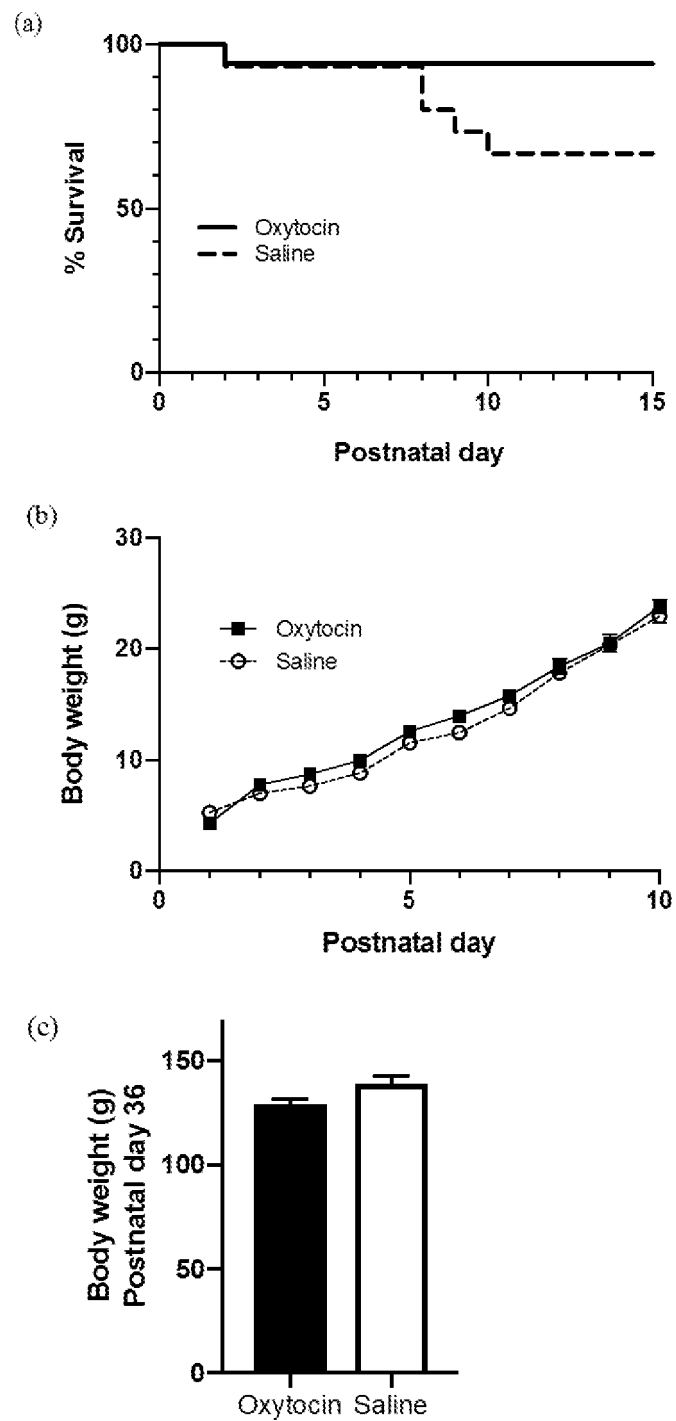 (a)
100
50
0
% Survival
Oxytocin
Saline
0 5 10 15
Postnatal day
(b)
30
20
10
0
Body weight (g)
Oxytocin
Saline
0 5 10
Postnatal day
(c)
150
100
50
0
Body weight (g)
Postnatal day 36
Oxytocin Saline